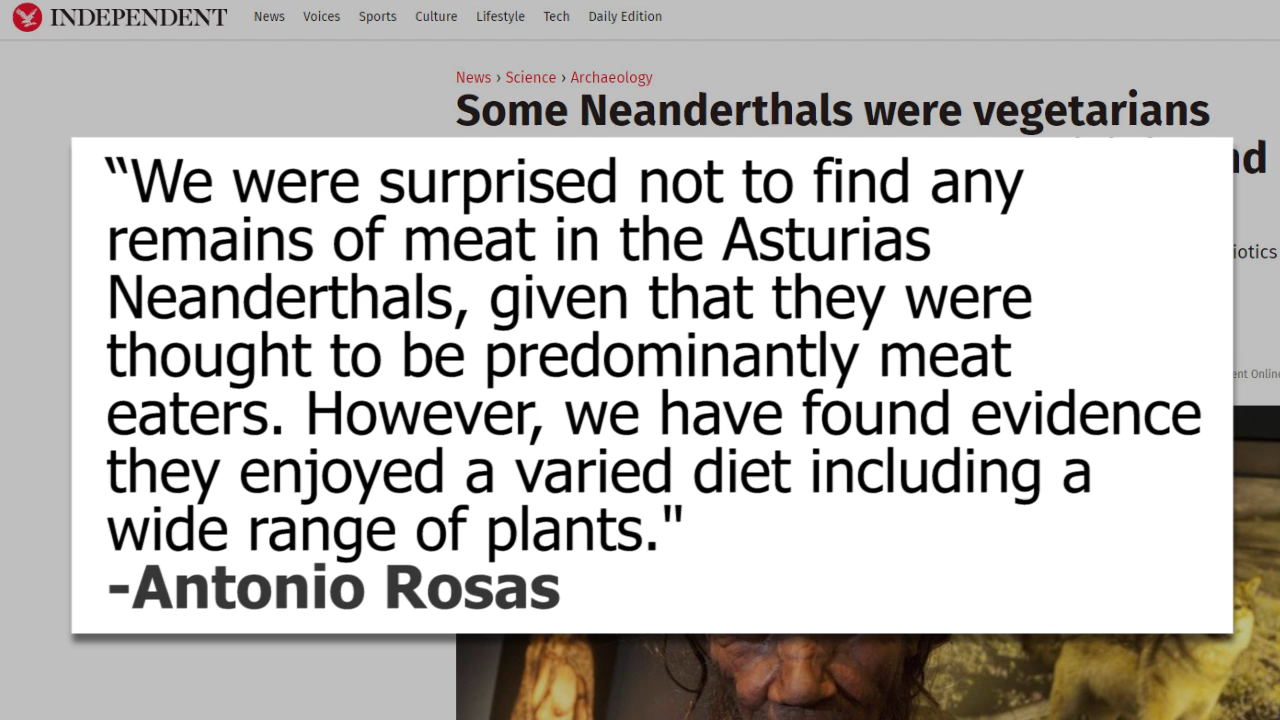 INDEPENDENT News Voices Sports Culture Lifestyle Tech Daily Edition
News › Science › Archaeology
Some Neanderthals were vegetarians
“We were surprised not to find any
remains of meat in the Asturias
Neanderthals, given that they were
thought to be predominantly meat
eaters. However, we have found evidence
they enjoyed a varied diet including a
wide range of plants."
-Antonio Rosas